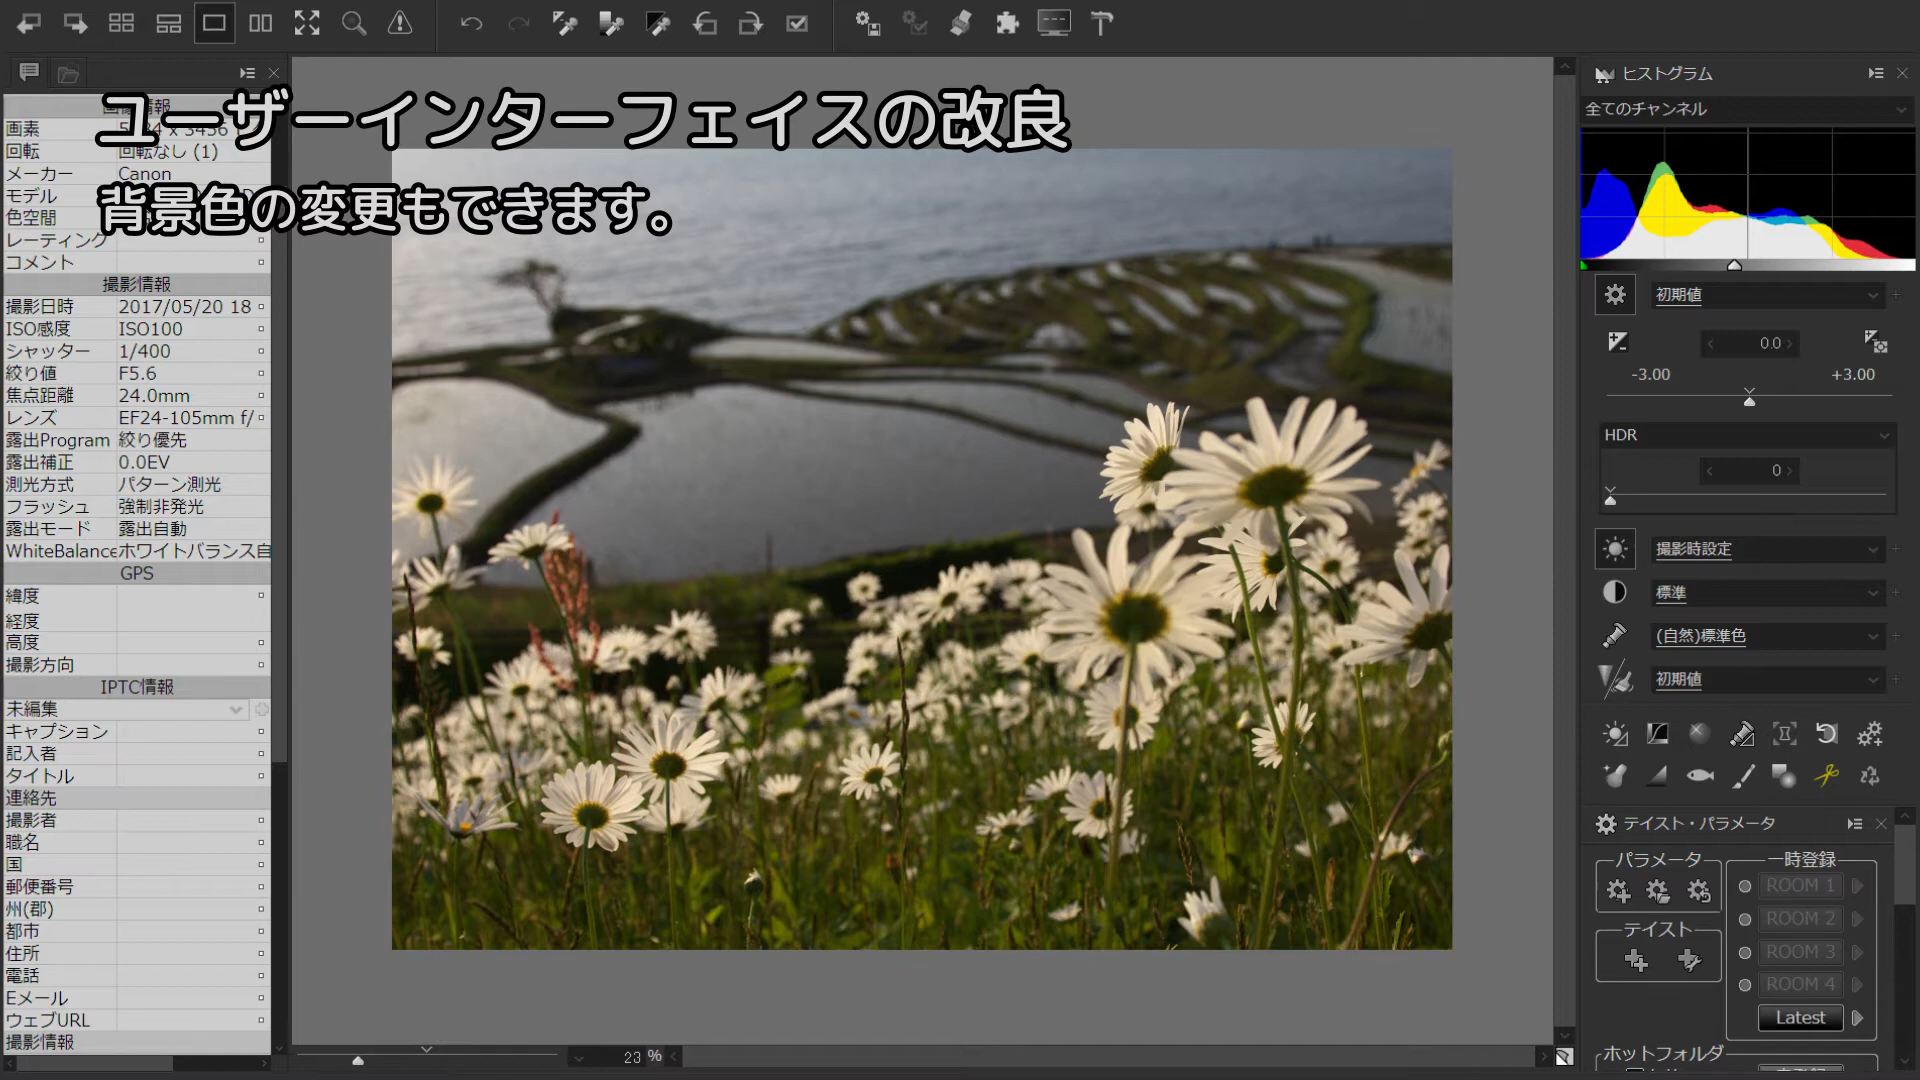 ユーザーインターフェイスの改良
背景色の変更もできます。
画素
回転 回転なし (1)
メーカー Canon
モデル
色空間
レーティング
コメント
撮影情報
撮影日時 2017/05/20 18
ISO感度 ISO100
シャッター 1/400
絞り値 F5.6
焦点距離 24.0mm
レンズ EF24-105mm f/
露出Program 絞り優先
露出補正 0.0EV
測光方式 パターン測光
フラッシュ 強制非発光
露出モード 露出自動
WhiteBalance ホワイトバランス自
GPS
緯度
経度
高度
撮影方向
IPTC情報
未編集
キャプション
記入者
タイトル
連絡先
撮影者
職名
国
郵便番号
州(郡)
都市
住所
電話
Eメール
ウェブURL
撮影情報
23 %
ヒストグラム
全てのチャンネル
初期値
0.0
-3.00 +3.00
HDR
0
撮影時設定
標準
(自然)標準色
初期値
テイスト・パラメータ
パラメータ
一時登録
ROOM 1
ROOM 2
テイスト
ROOM 3
ROOM 4
Latest
ホットフォルダ